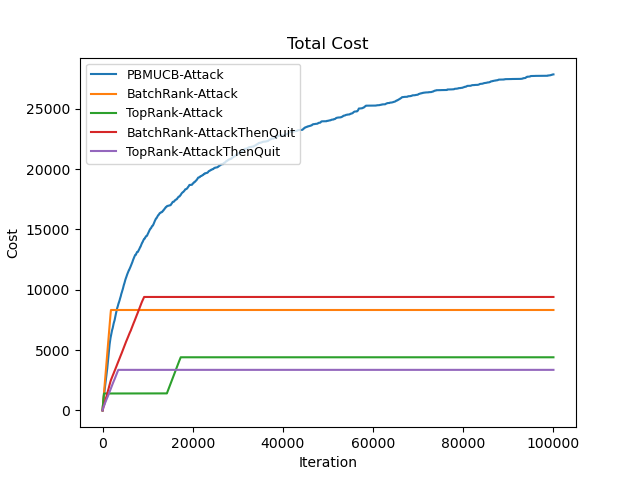 Total Cost
PBMUCB-Attack
BatchRank-Attack
TopRank-Attack
BatchRank-AttackThenQuit
TopRank-AttackThenQuit
Cost
25000
20000
15000
10000
5000
0
0 20000 40000 60000 80000 100000
Iteration